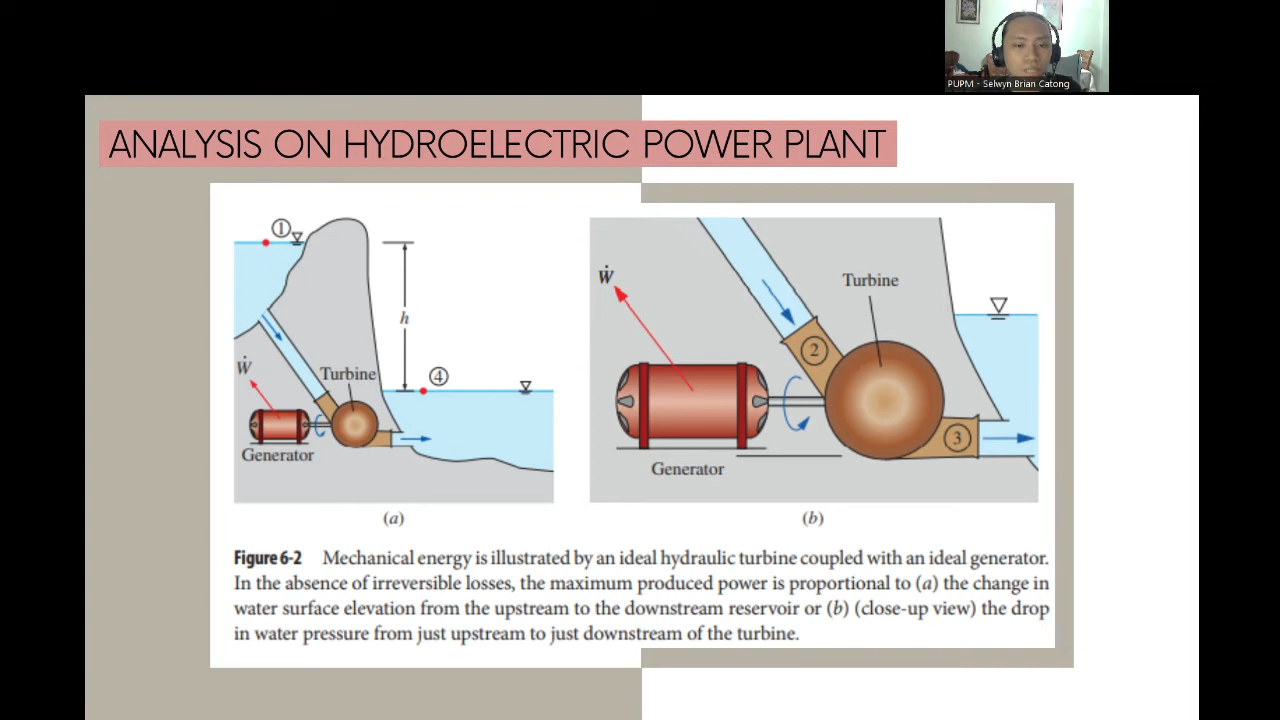 PUPM - Selwyn Brian Catong
ANALYSIS ON HYDROELECTRIC POWER PLANT
①
h
Ẇ
Turbine
④
Generator
(a)
Ẇ
Turbine
②
③
Generator
(b)
Figure 6-2 Mechanical energy is illustrated by an ideal hydraulic turbine coupled with an ideal generator.
In the absence of irreversible losses, the maximum produced power is proportional to (a) the change in
water surface elevation from the upstream to the downstream reservoir or (b) (close-up view) the drop
in water pressure from just upstream to just downstream of the turbine.